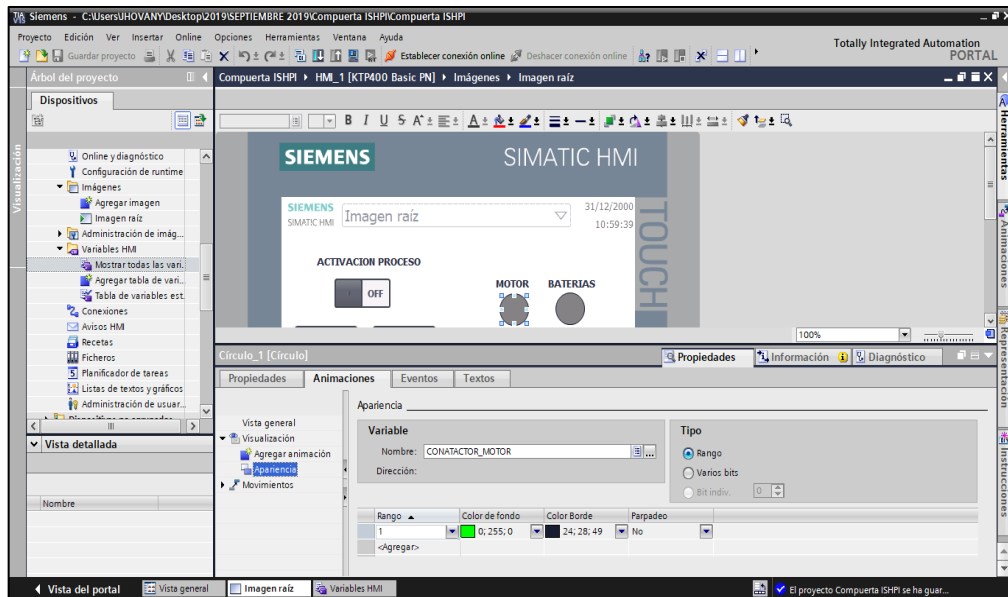 Siemens - C:\Users\JHOVANY\Desktop\2019\SEPTIEMBRE 2019\Compuerta ISHPI\Compuerta ISHPI
Proyecto Edición Ver Insertar Online Opciones Herramientas Ventana Ayuda
Totally Integrated Automation
PORTAL
Guardar proyecto
Establecer conexión online
Deshacer conexión online
Árbol del proyecto
Compuerta ISHPI ▸ HMI_1 [KTP400 Basic PN] ▸ Imágenes ▸ Imagen raíz
Dispositivos
Visualización
Online y diagnóstico
Configuración de runtime
Imágenes
Agregar imagen
Imagen raíz
Administración de imág...
Variables HMI
Mostrar todas las vari.
Agregar tabla de vari..
Tabla de variables est.
Conexiones
Avisos HMI
Recetas
Ficheros
Planificador de tareas
Listas de textos y gráficos
Administración de usuar...
Vista detallada
Nombre
B I U S A
SIEMENS
SIMATIC HMI
SIEMENS
SIMATIC HMI
Imagen raíz
31/12/2000
10:59:39
TOUCH
ACTIVACION PROCESO
OFF
MOTOR BATERIAS
100%
Círculo_1 [Círculo]
Propiedades
Información
Diagnóstico
Propiedades Animaciones Eventos Textos
Vista general
Visualización
Agregar animación
Apariencia
Movimientos
Apariencia
Variable
Nombre: CONATACTOR_MOTOR
Dirección:
Tipo
Rango
Varios bits
Bit indiv. 0
Rango Color de fondo Color Borde Parpadeo
1 0; 255; 0 24; 28; 49 No
<Agregar>
Herramientas
Animaciones
Representación
Instrucciones
Vista del portal
Vista general
Imagen raíz
Variables HMI
El proyecto Compuerta ISHPI se ha guar...